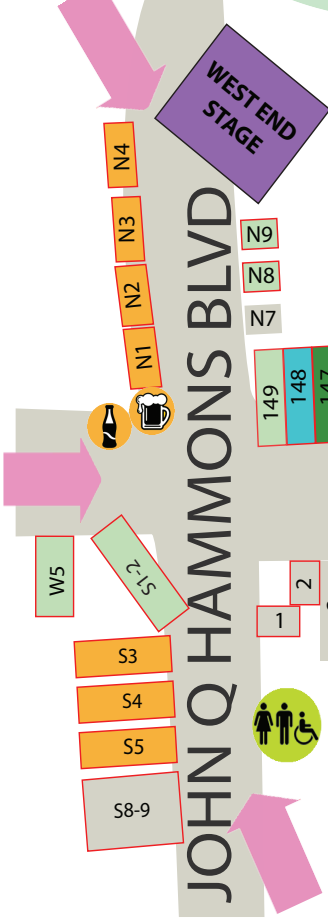 WEST END
STAGE
N4
N3
N2
N1
N9
N8
N7
149
148
147
JOHN Q HAMMONS BLVD
W5
S1-2
2
1
S3
S4
S5
S8-9